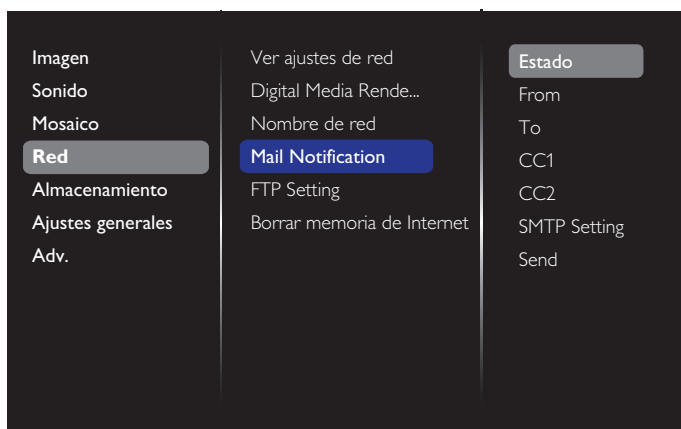 Imagen
Sonido
Mosaico
Red
Almacenamiento
Ajustes generales
Adv.
Ver ajustes de red
Digital Media Rende...
Nombre de red
Mail Notification
FTP Setting
Borrar memoria de Internet
Estado
From
To
CC1
CC2
SMTP Setting
Send